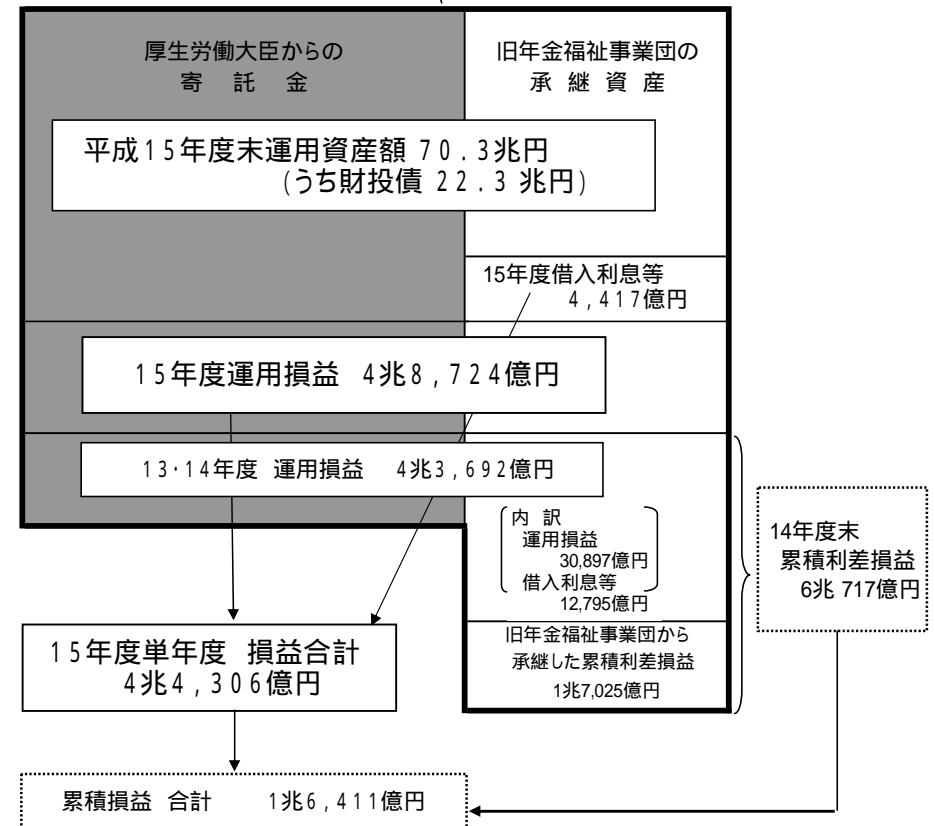 厚生労働大臣からの
寄 託 金
旧年金福祉事業団の
承 継 資 産
平成15年度末運用資産額 70.3兆円
(うち財投債 22.3 兆円)
15年度借入利息等
4,417億円
15年度運用損益 4兆8,724億円
13・14年度 運用損益 4兆3,692億円
内 訳
運用損益
30,897億円
借入利息等
12,795億円
14年度末
累積利差損益
6兆 717億円
15年度単年度 損益合計
4兆4,306億円
旧年金福祉事業団から
承継した累積利差損益
1兆7,025億円
累積損益 合計 1兆6,411億円